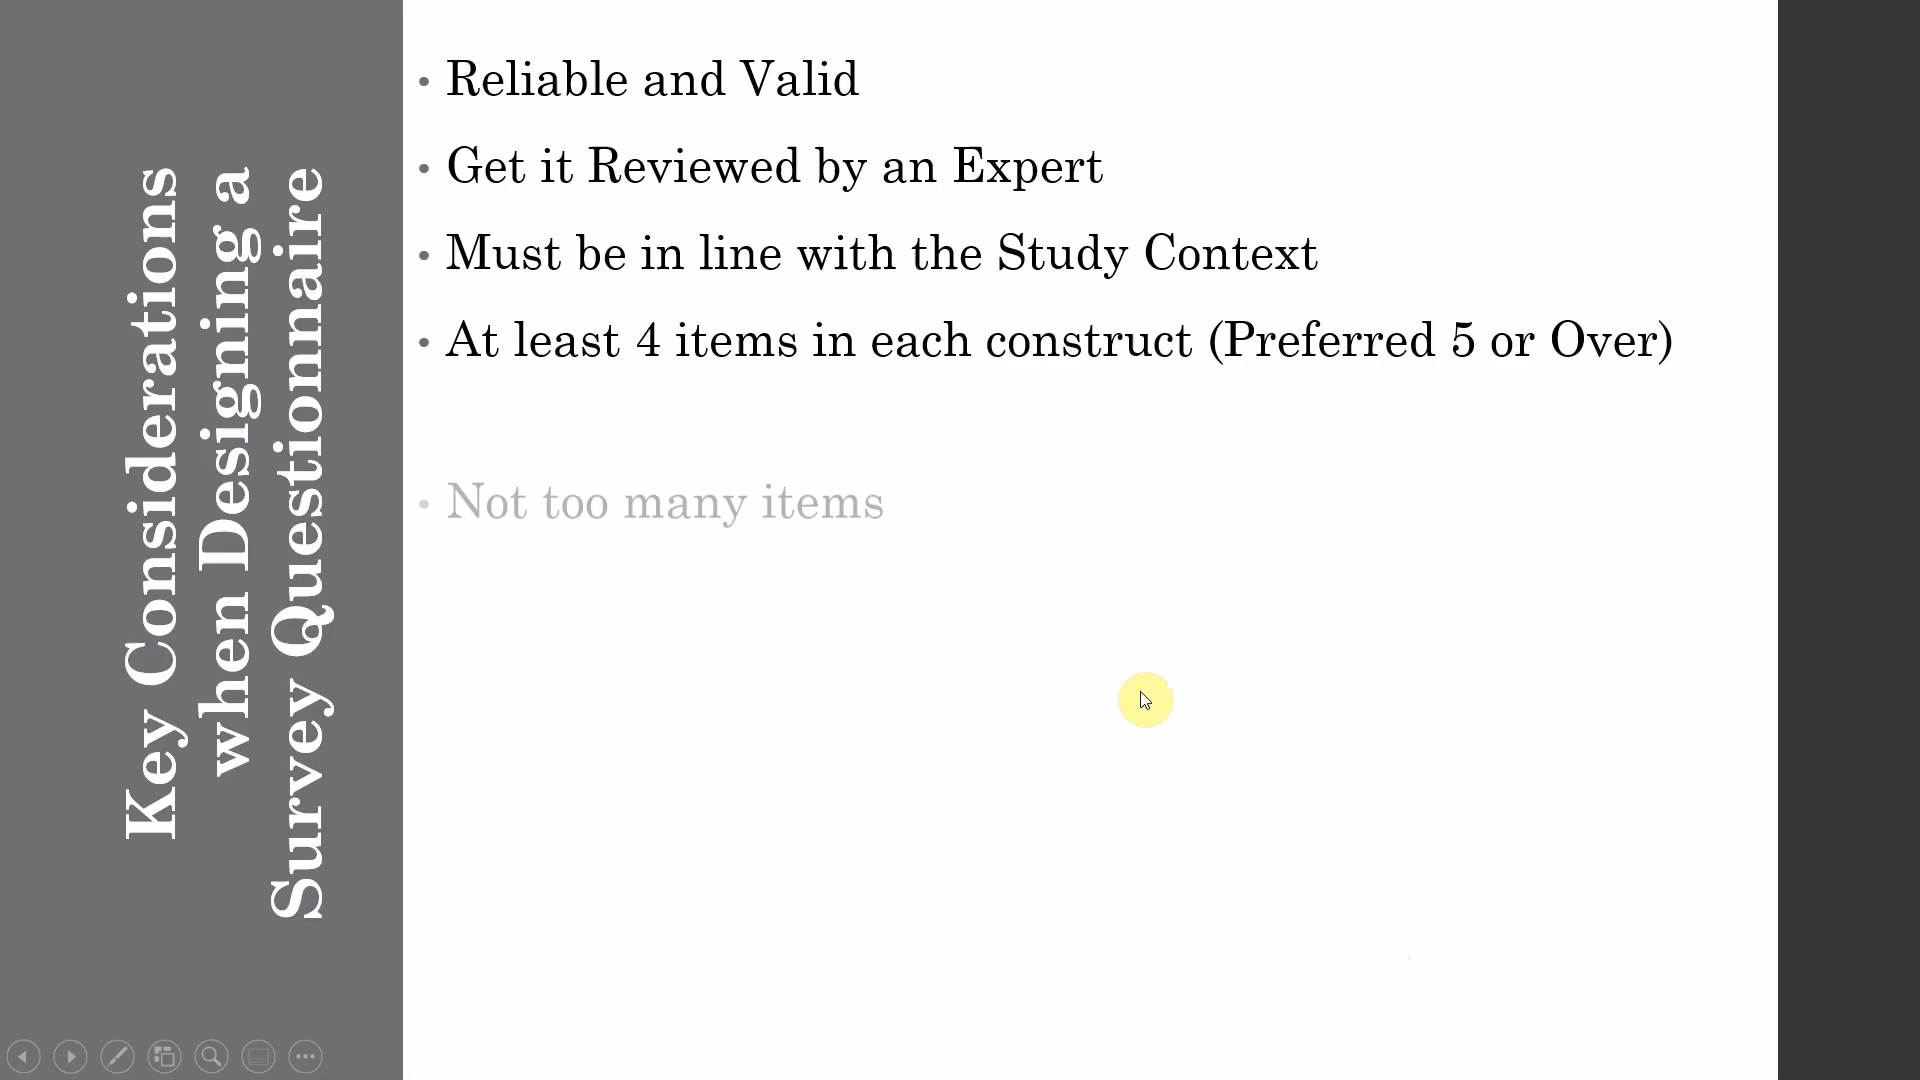 Key Considerations
when Designing a
Survey Questionnaire
• Reliable and Valid
• Get it Reviewed by an Expert
• Must be in line with the Study Context
• At least 4 items in each construct (Preferred 5 or Over)
• Not too many items